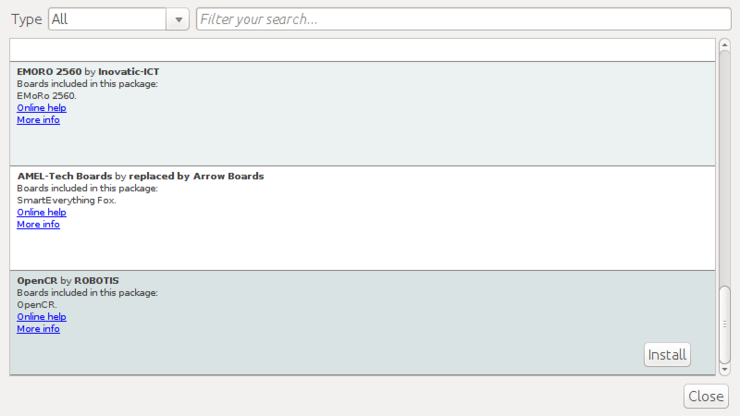 Type All Filter your search...
EMORO 2560 by Inovatic-ICT
Boards included in this package:
EMoRo 2560.
Online help
More info
AMEL-Tech Boards by replaced by Arrow Boards
Boards included in this package:
SmartEverything Fox.
Online help
More info
OpenCR by ROBOTIS
Boards included in this package:
OpenCR.
Online help
More info
Install
Close